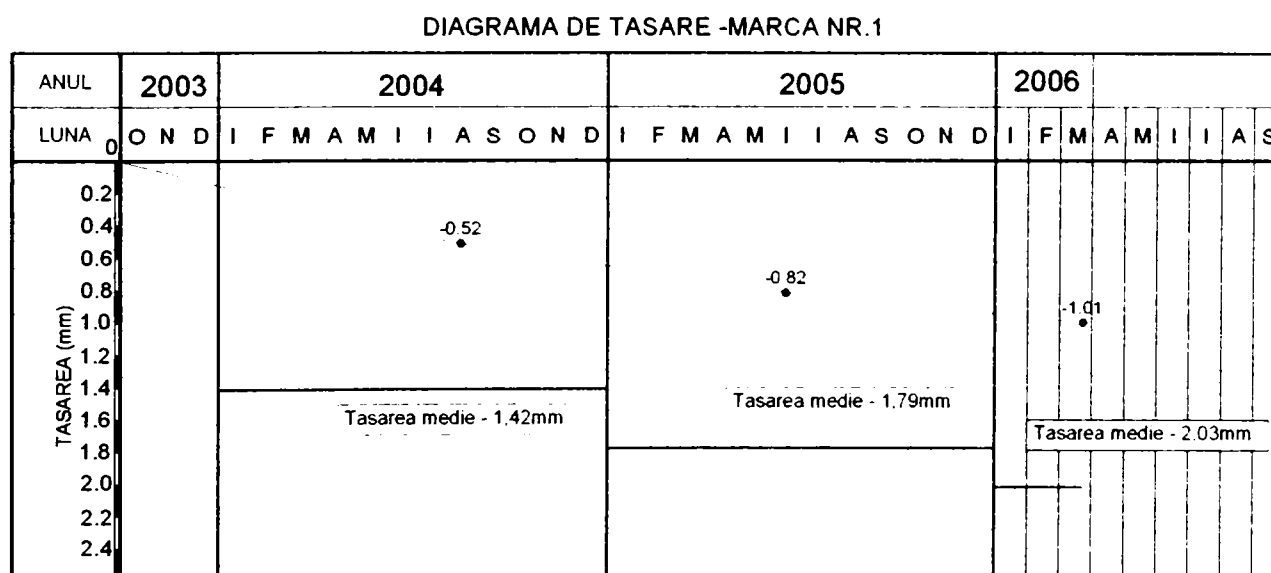 DIAGRAMA DE TASARE -MARCA NR.1
ANUL 2003 2004 2005 2006
LUNA O N D I F M A M I I A S O N D I F M A M I I A S O N D I F M A M I I A S
0
0.2
0.4
-0.52
0.6
-0.82
0.8
-1.01
1.0
1.2
1.4
Tasarea medie - 1,42mm
Tasarea medie - 1,79mm
1.6
Tasarea medie - 2.03mm
1.8
2.0
2.2
2.4
TASAREA (mm)